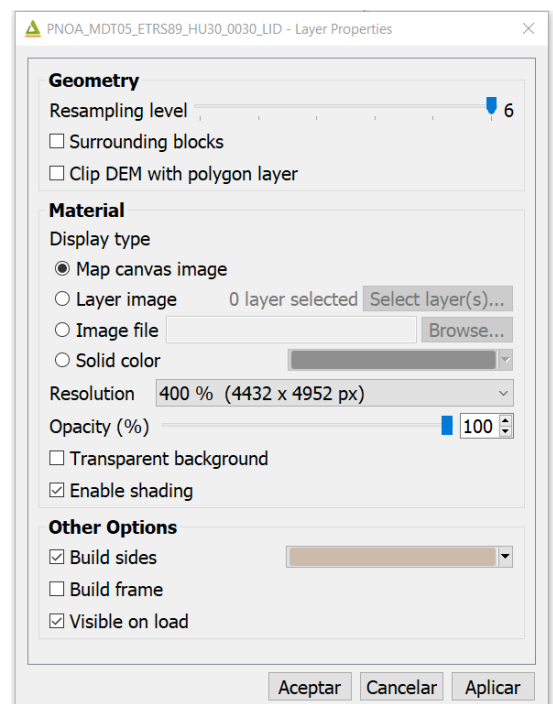 PNOA_MDT05_ETRS89_HU30_0030_LID - Layer Properties
Geometry
Resampling level 6
Surrounding blocks
Clip DEM with polygon layer
Material
Display type
Map canvas image
Layer image 0 layer selected Select layer(s)...
Image file Browse...
Solid color
Resolution 400 % (4432 x 4952 px)
Opacity (%) 100
Transparent background
Enable shading
Other Options
Build sides
Build frame
Visible on load
Aceptar Cancelar Aplicar